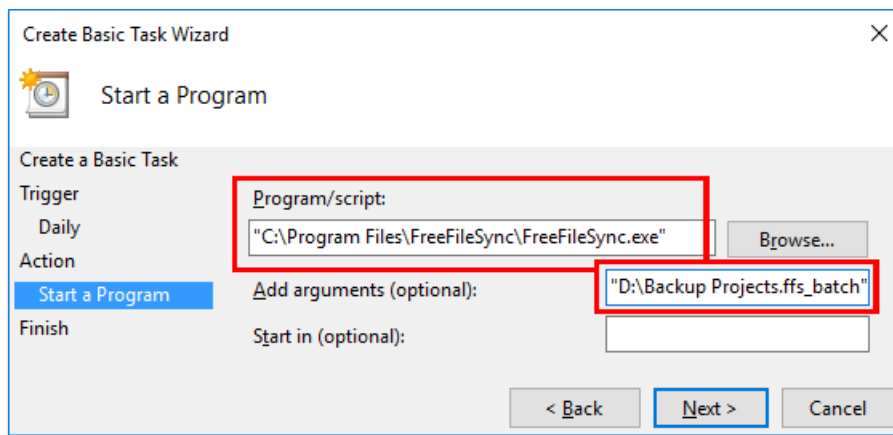 Create Basic Task Wizard
Start a Program
Create a Basic Task
Trigger
Daily
Action
Start a Program
Finish
Program/script:
"C:\Program Files\FreeFileSync\FreeFileSync.exe"
Browse...
Add arguments (optional):
"D:\Backup Projects.ffs_batch"
Start in (optional):
< Back
Next >
Cancel